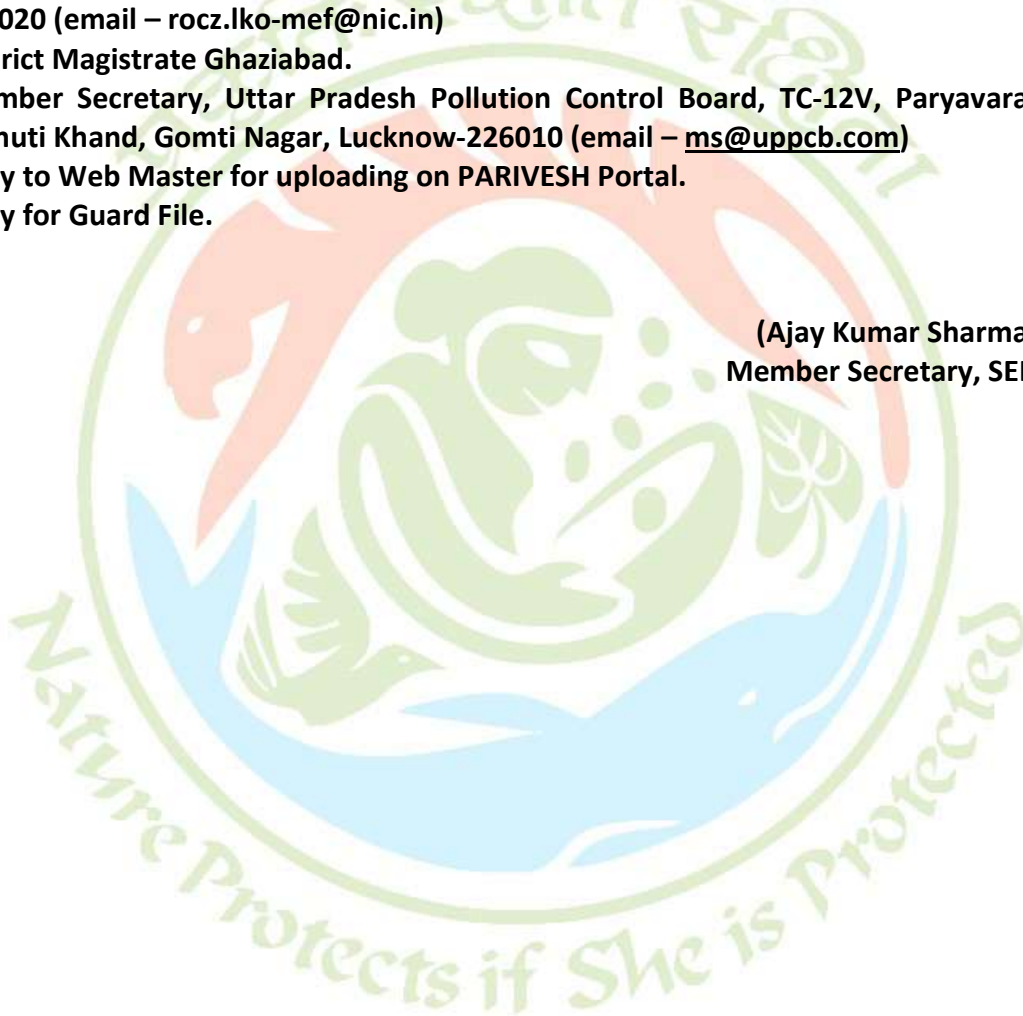 020 (email – rocz.lko-mef@nic.in)
rict Magistrate Ghaziabad.
mber Secretary, Uttar Pradesh Pollution Control Board, TC-12V, Paryavara
huti Khand, Gomti Nagar, Lucknow-226010 (email – ms@uppcb.com)
y to Web Master for uploading on PARIVESH Portal.
y for Guard File.
(Ajay Kumar Sharma
Member Secretary, SEI
Nature Protects if She is Protected